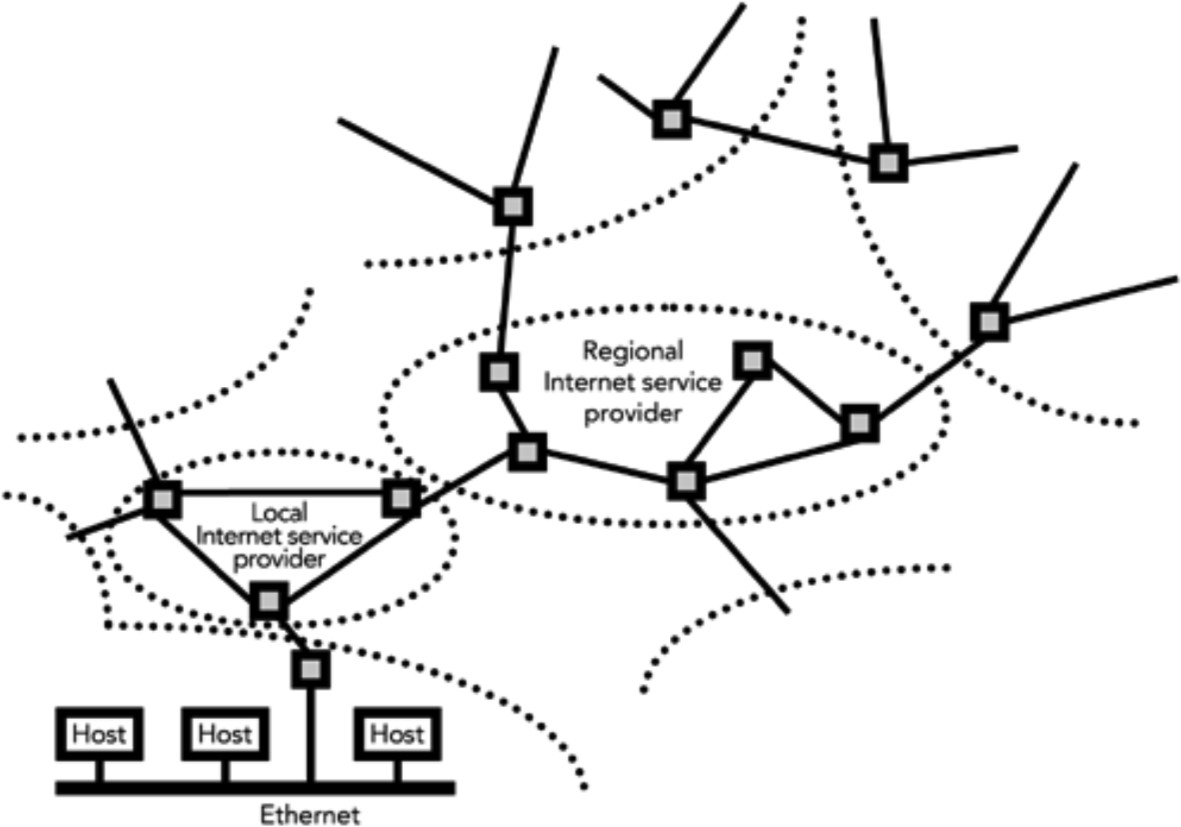 Regional
Internet service
provider
Local
Internet service
provider
Host
Host
Host
Ethernet